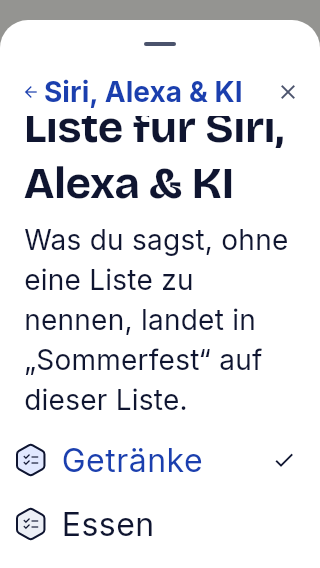 Siri, Alexa & KI
Liste für Siri,
Alexa & KI
Was du sagst, ohne
eine Liste zu
nennen, landet in
„Sommerfest“ auf
dieser Liste.
Getränke
Essen